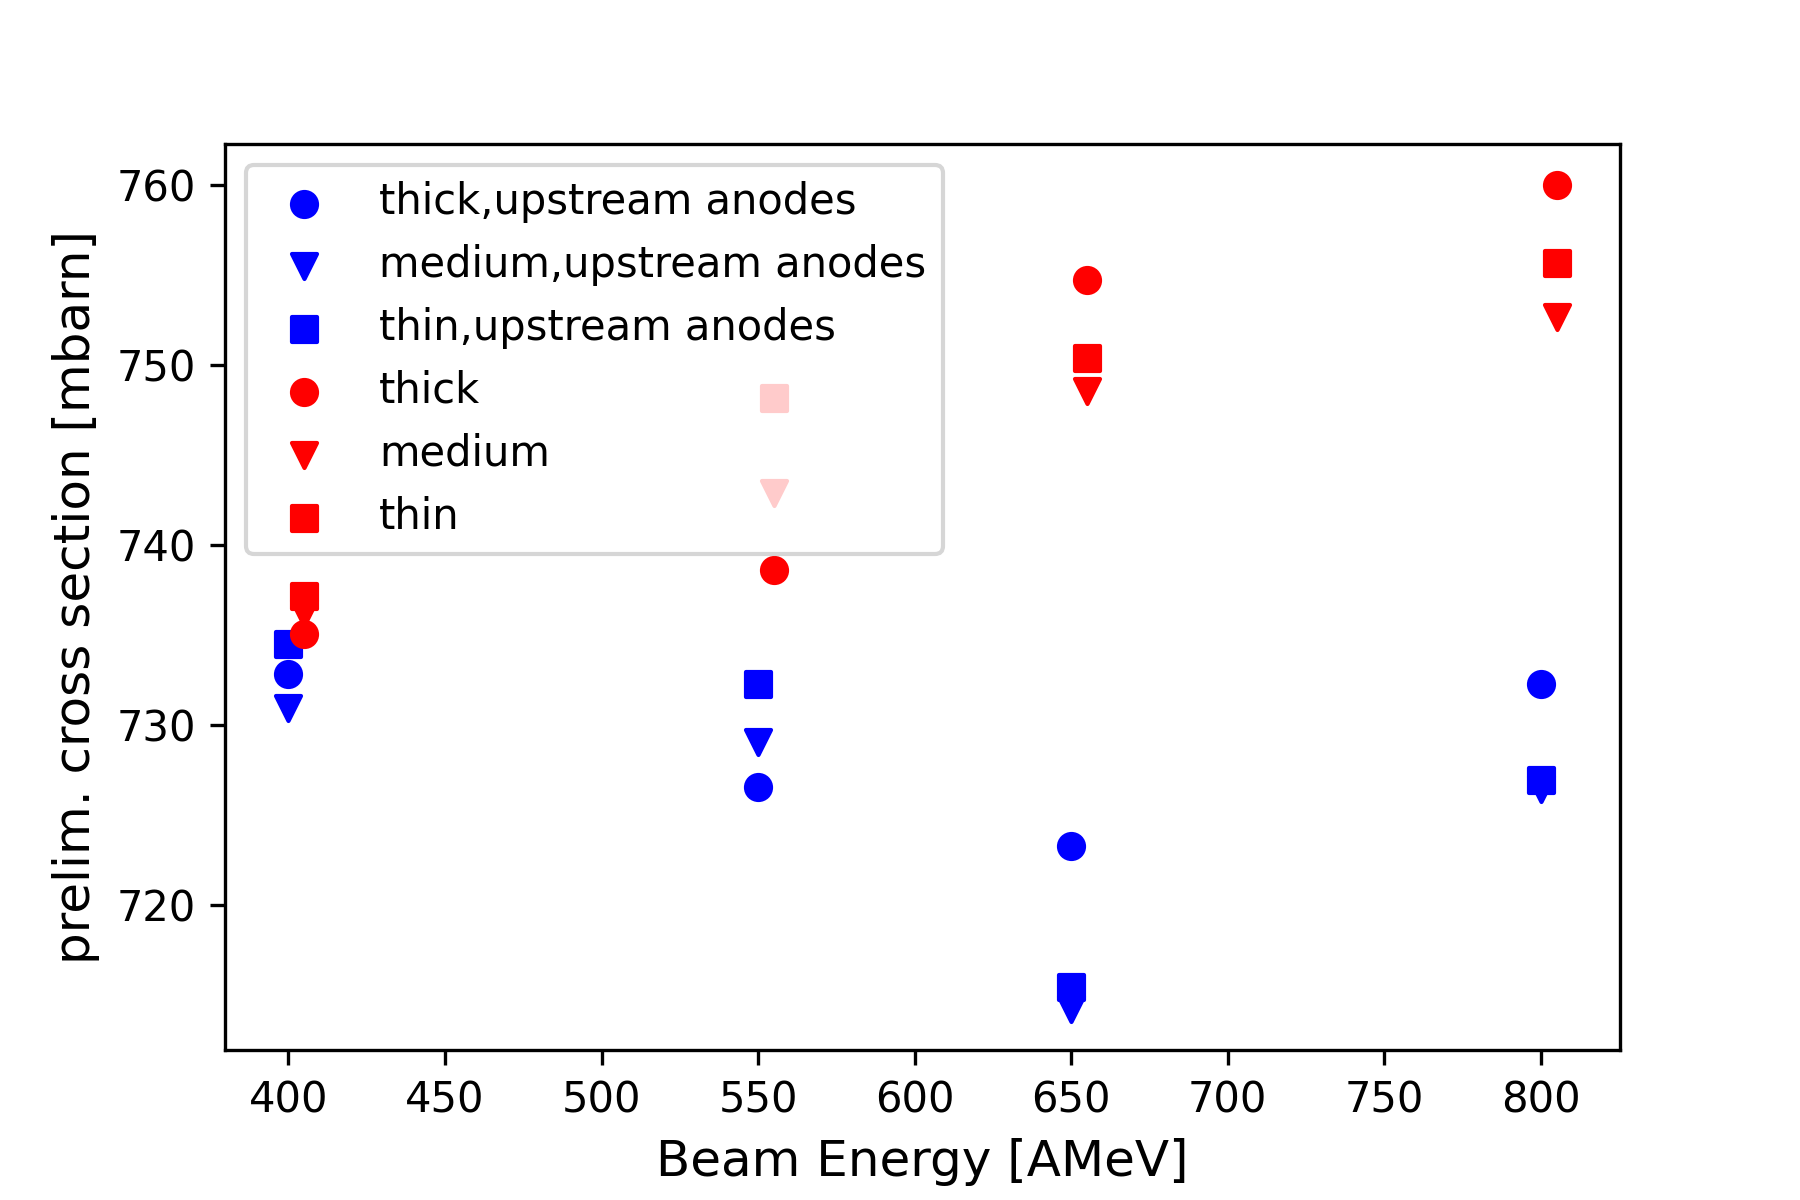 760
750
740
730
720
prelim. cross section [mbarn]
thick,upstream anodes
medium,upstream anodes
thin,upstream anodes
thick
medium
thin
400 450 500 550 600 650 700 750 800
Beam Energy [AMeV]